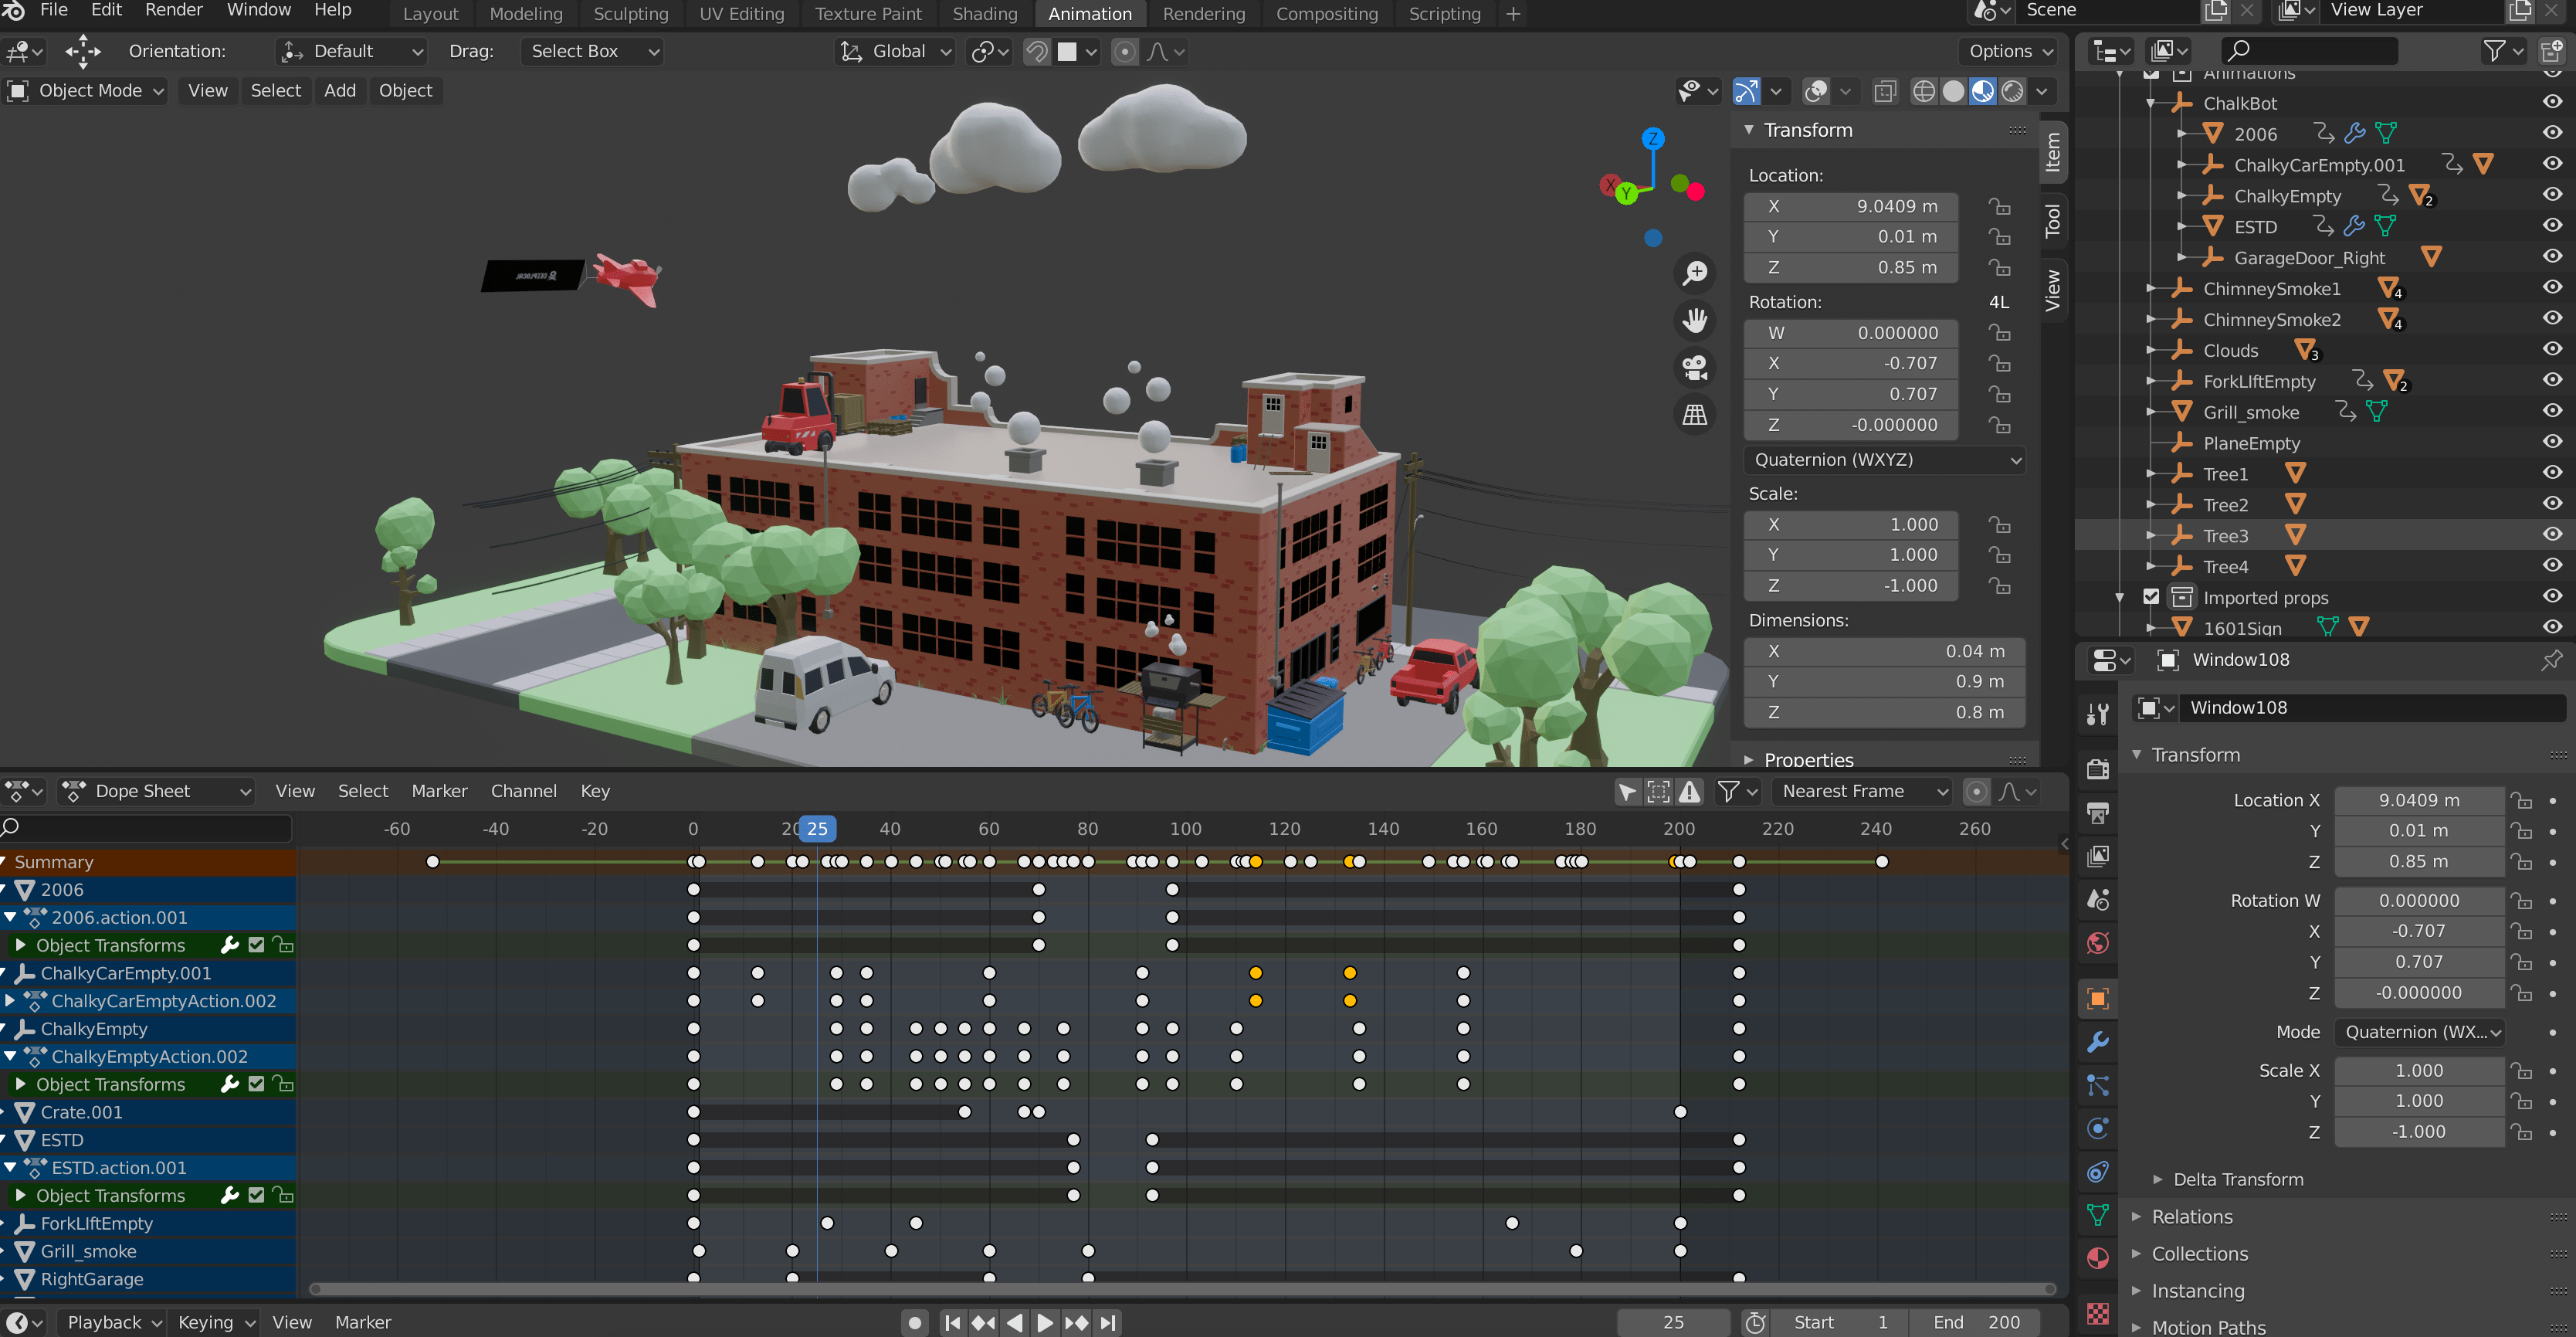 File Edit Render Window Help Layout Modeling Sculpting UV Editing Texture Paint Shading Animation Rendering Compositing Scripting + Scene View Layer
Orientation: Default Drag: Select Box Global Options
Object Mode View Select Add Object
Z
X
Y
Transform
Location:
X 9.0409 m
Y 0.01 m
Z 0.85 m
Rotation: 4L
W 0.000000
X -0.707
Y 0.707
Z -0.000000
Quaternion (WXYZ)
Scale:
X 1.000
Y 1.000
Z -1.000
Dimensions:
X 0.04 m
Y 0.9 m
Z 0.8 m
Properties
Item
Tool
View
Animations
ChalkBot
2006
ChalkyCarEmpty.001
ChalkyEmpty 2
ESTD
GarageDoor_Right
ChimneySmoke1 4
ChimneySmoke2 4
Clouds 3
ForkLIftEmpty 2
Grill_smoke
PlaneEmpty
Tree1
Tree2
Tree3
Tree4
Imported props
1601Sign
Window108
Window108
Transform
Location X 9.0409 m
Y 0.01 m
Z 0.85 m
Rotation W 0.000000
X -0.707
Y 0.707
Z -0.000000
Mode Quaternion (WX...
Scale X 1.000
Y 1.000
Z -1.000
Delta Transform
Relations
Collections
Instancing
Motion Paths
Dope Sheet View Select Marker Channel Key Nearest Frame
-60 -40 -20 0 20 25 40 60 80 100 120 140 160 180 200 220 240 260
Summary
2006
2006.action.001
Object Transforms
ChalkyCarEmpty.001
ChalkyCarEmptyAction.002
ChalkyEmpty
ChalkyEmptyAction.002
Object Transforms
Crate.001
ESTD
ESTD.action.001
Object Transforms
ForkLIftEmpty
Grill_smoke
RightGarage
Playback Keying View Marker 25 Start 1 End 200